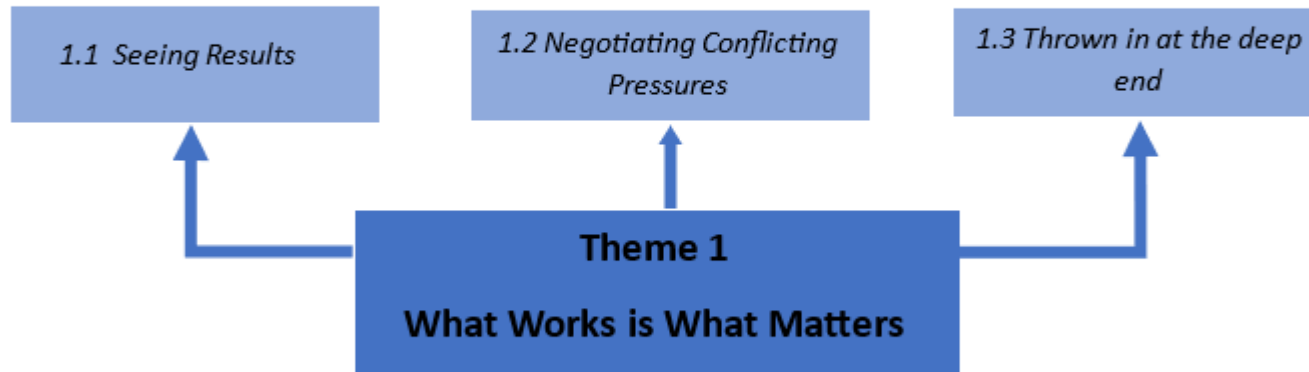 1.1 Seeing Results
1.2 Negotiating Conflicting
Pressures
1.3 Thrown in at the deep
end
Theme 1
What Works is What Matters